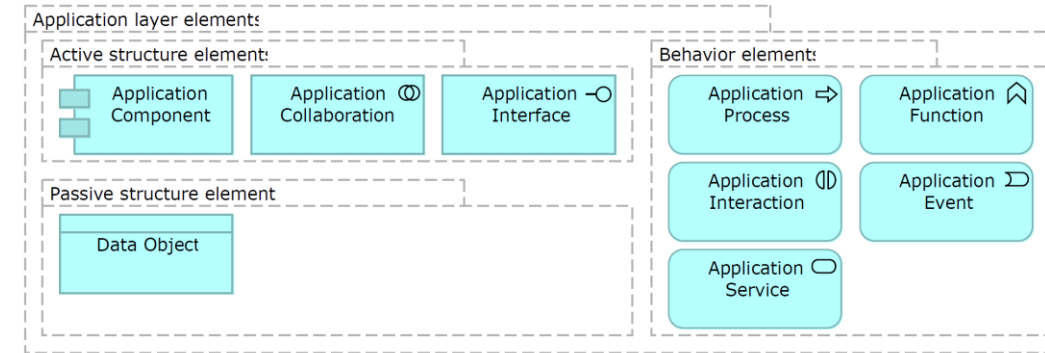 Application layer elements
Active structure elements
Application
Component
Application
Collaboration
Application
Interface
Passive structure element
Data Object
Behavior elements
Application
Process
Application
Function
Application
Interaction
Application
Event
Application
Service